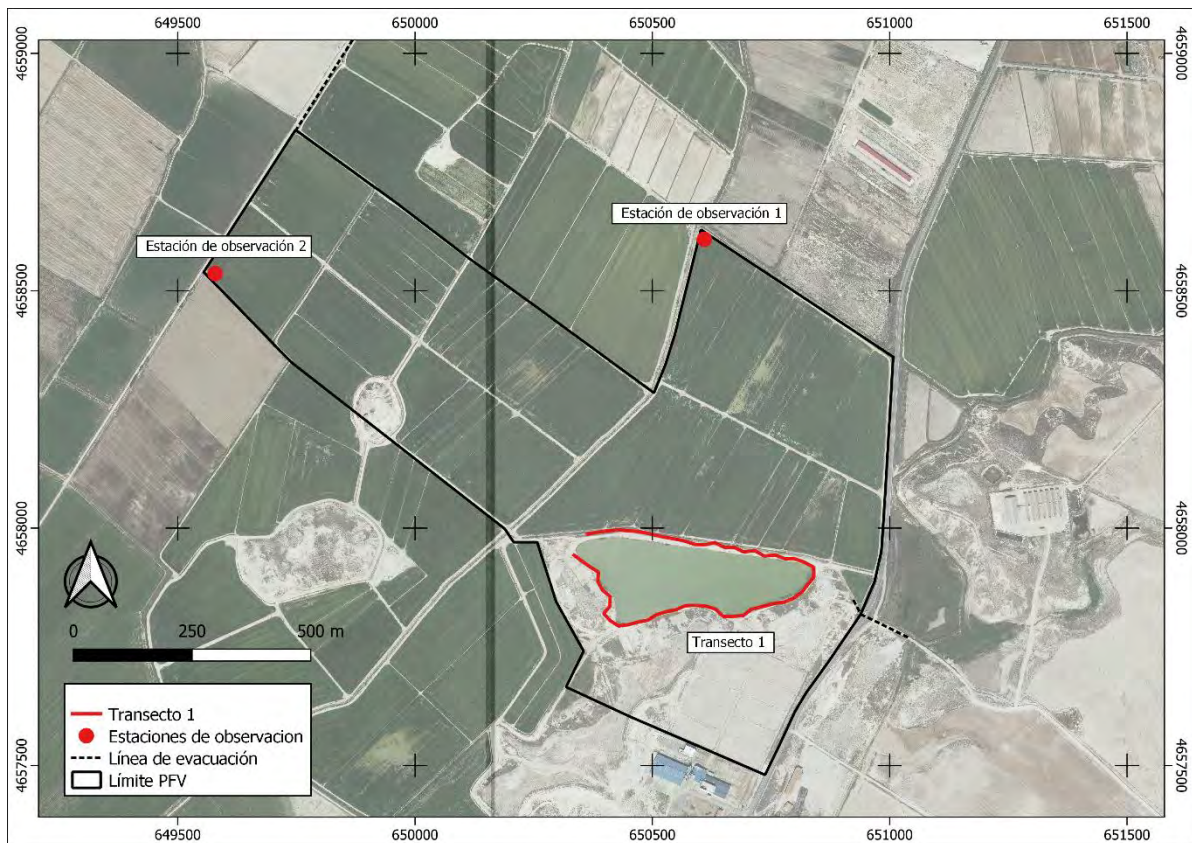 649500 650000 650500 651000 651500
4659000 4659000
Estación de observación 1
Estación de observación 2
4658500 4658500
4658000 4658000
0 250 500 m
Transecto 1
Transecto 1
Estaciones de observacion
Línea de evacuación
Límite PFV
4657500 4657500
649500 650000 650500 651000 651500